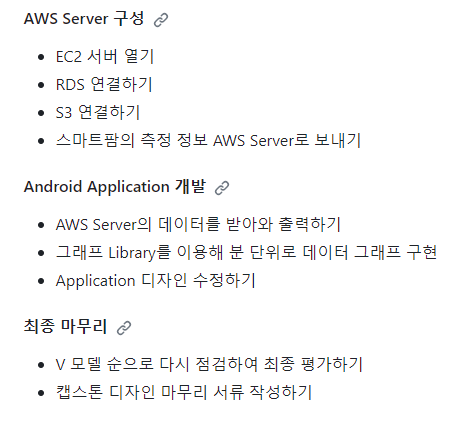 AWS Server 구성
EC2 서버 열기
RDS 연결하기
S3 연결하기
스마트팜의 측정 정보 AWS Server로 보내기
Android Application 개발
AWS Server의 데이터를 받아와 출력하기
그래프 Library를 이용해 분 단위로 데이터 그래프 구현
Application 디자인 수정하기
최종 마무리
V 모델 순으로 다시 점검하여 최종 평가하기
캡스톤 디자인 마무리 서류 작성하기